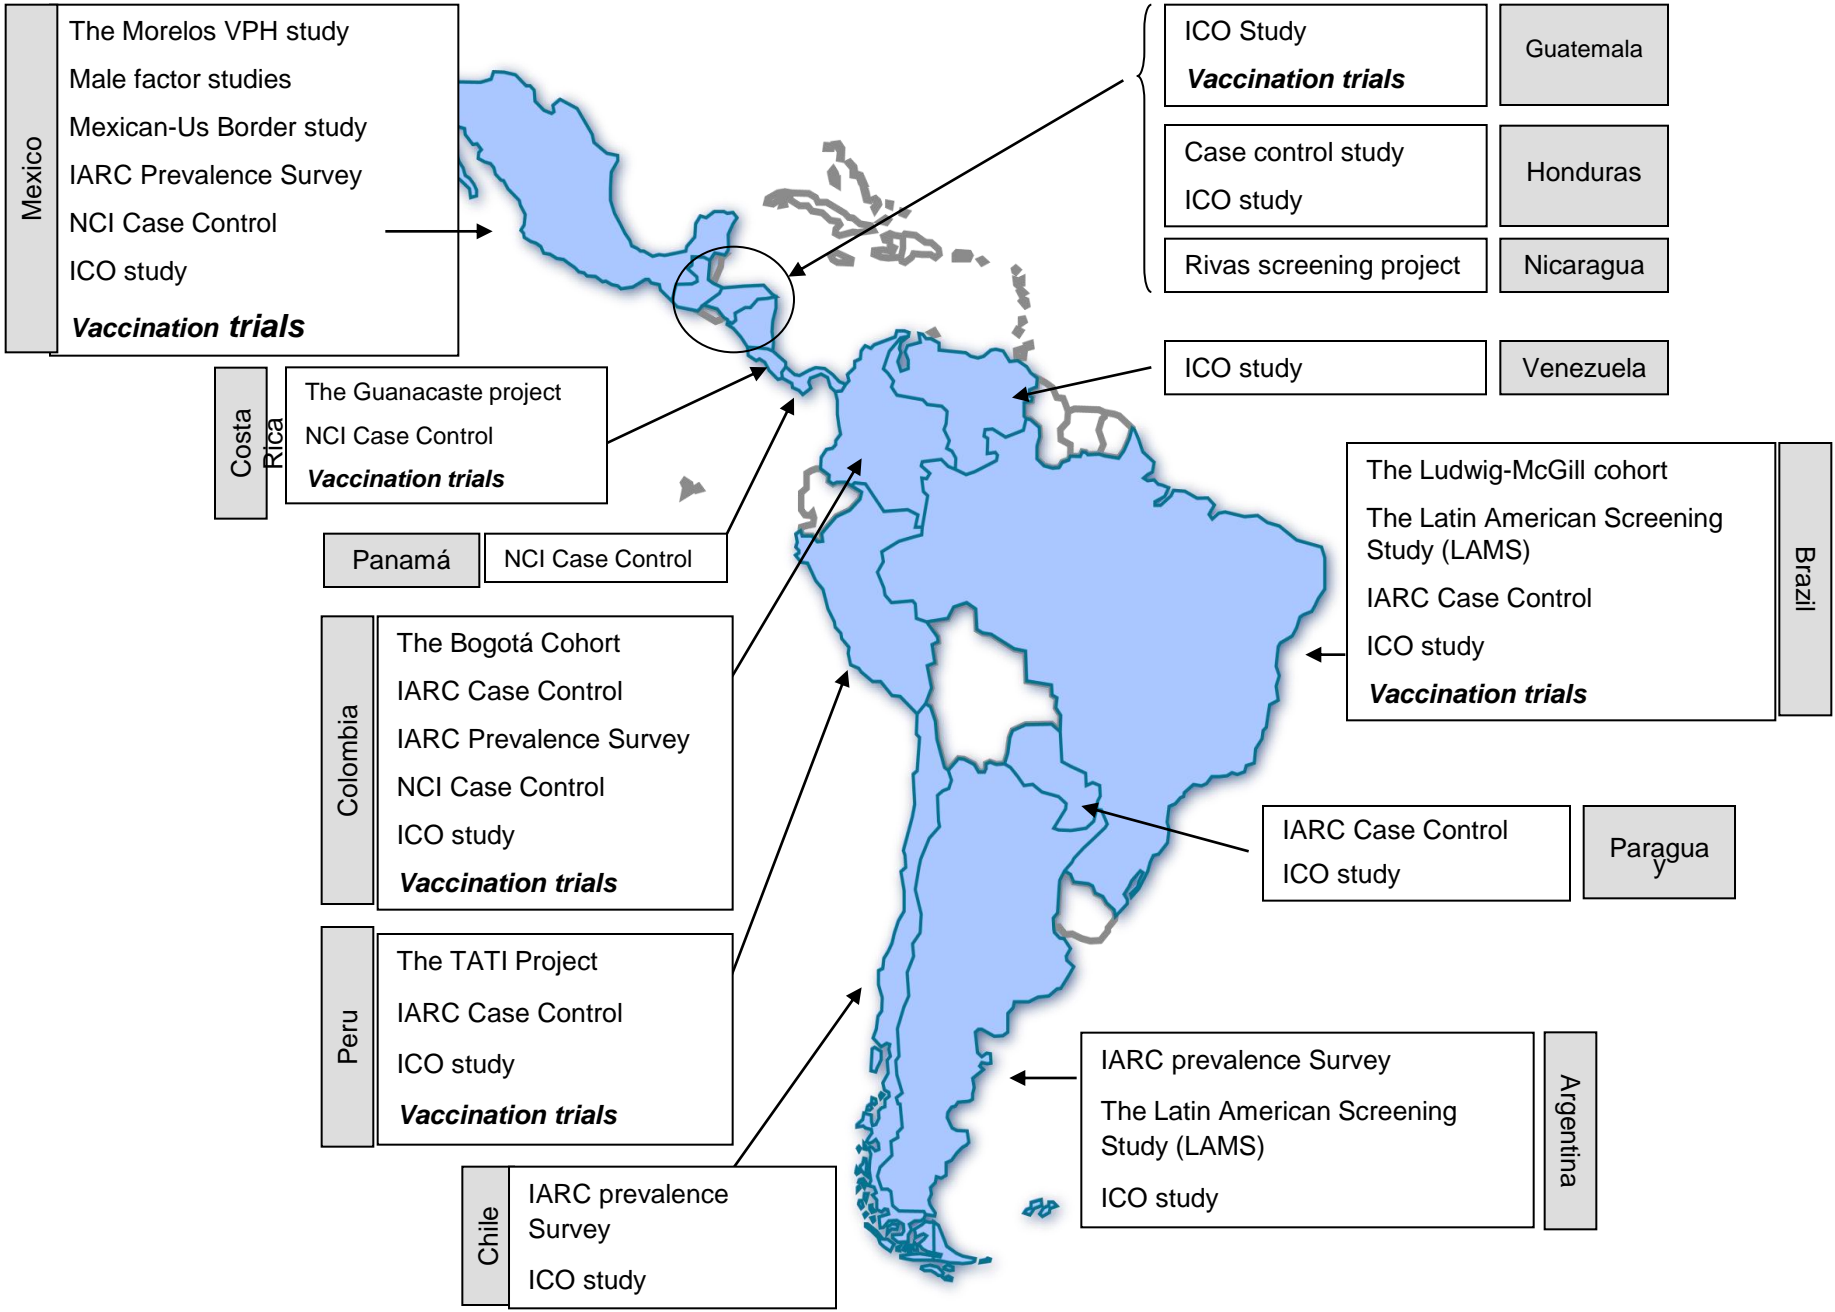 Mexico
The Morelos VPH study
Male factor studies
Mexican-Us Border study
IARC Prevalence Survey
NCI Case Control
ICO study
Vaccination trials
ICO Study
Vaccination trials
Guatemala
Case control study
ICO study
Honduras
Rivas screening project
Nicaragua
ICO study
Venezuela
Costa
Rica
The Guanacaste project
NCI Case Control
Vaccination trials
Panamá
NCI Case Control
The Ludwig-McGill cohort
The Latin American Screening
Study (LAMS)
IARC Case Control
ICO study
Vaccination trials
Brazil
Colombia
The Bogotá Cohort
IARC Case Control
IARC Prevalence Survey
NCI Case Control
ICO study
Vaccination trials
IARC Case Control
ICO study
Paragua
y
Peru
The TATI Project
IARC Case Control
ICO study
Vaccination trials
IARC prevalence Survey
The Latin American Screening
Study (LAMS)
ICO study
Argentina
Chile
IARC prevalence
Survey
ICO study